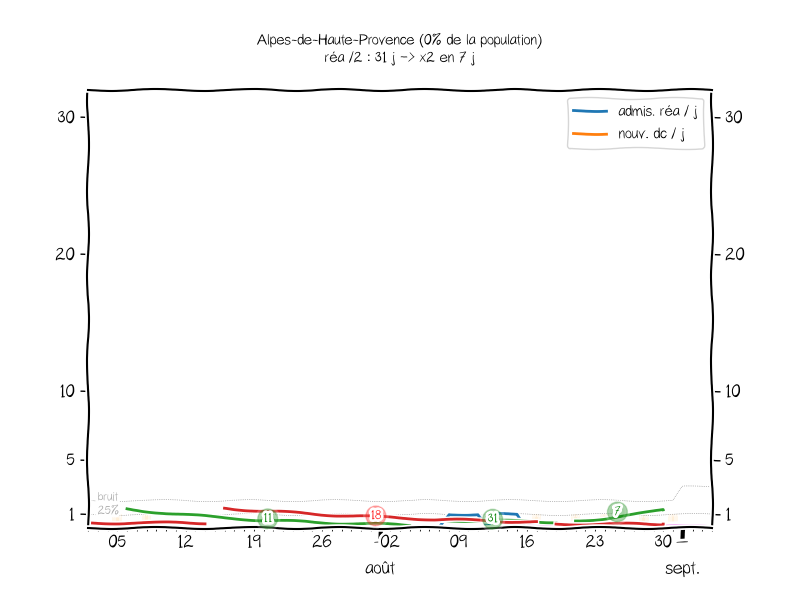 Alpes-de-Haute-Provence (0% de la population)
réa /2 : 31 j -> x2 en 7 j
admis. réa / j
nouv. dc / j
30 30
20 20
10 10
5 5
bruit
25%
1 1
11 18 31 7
05 12 19 26 02 09 16 23 30
août sept.